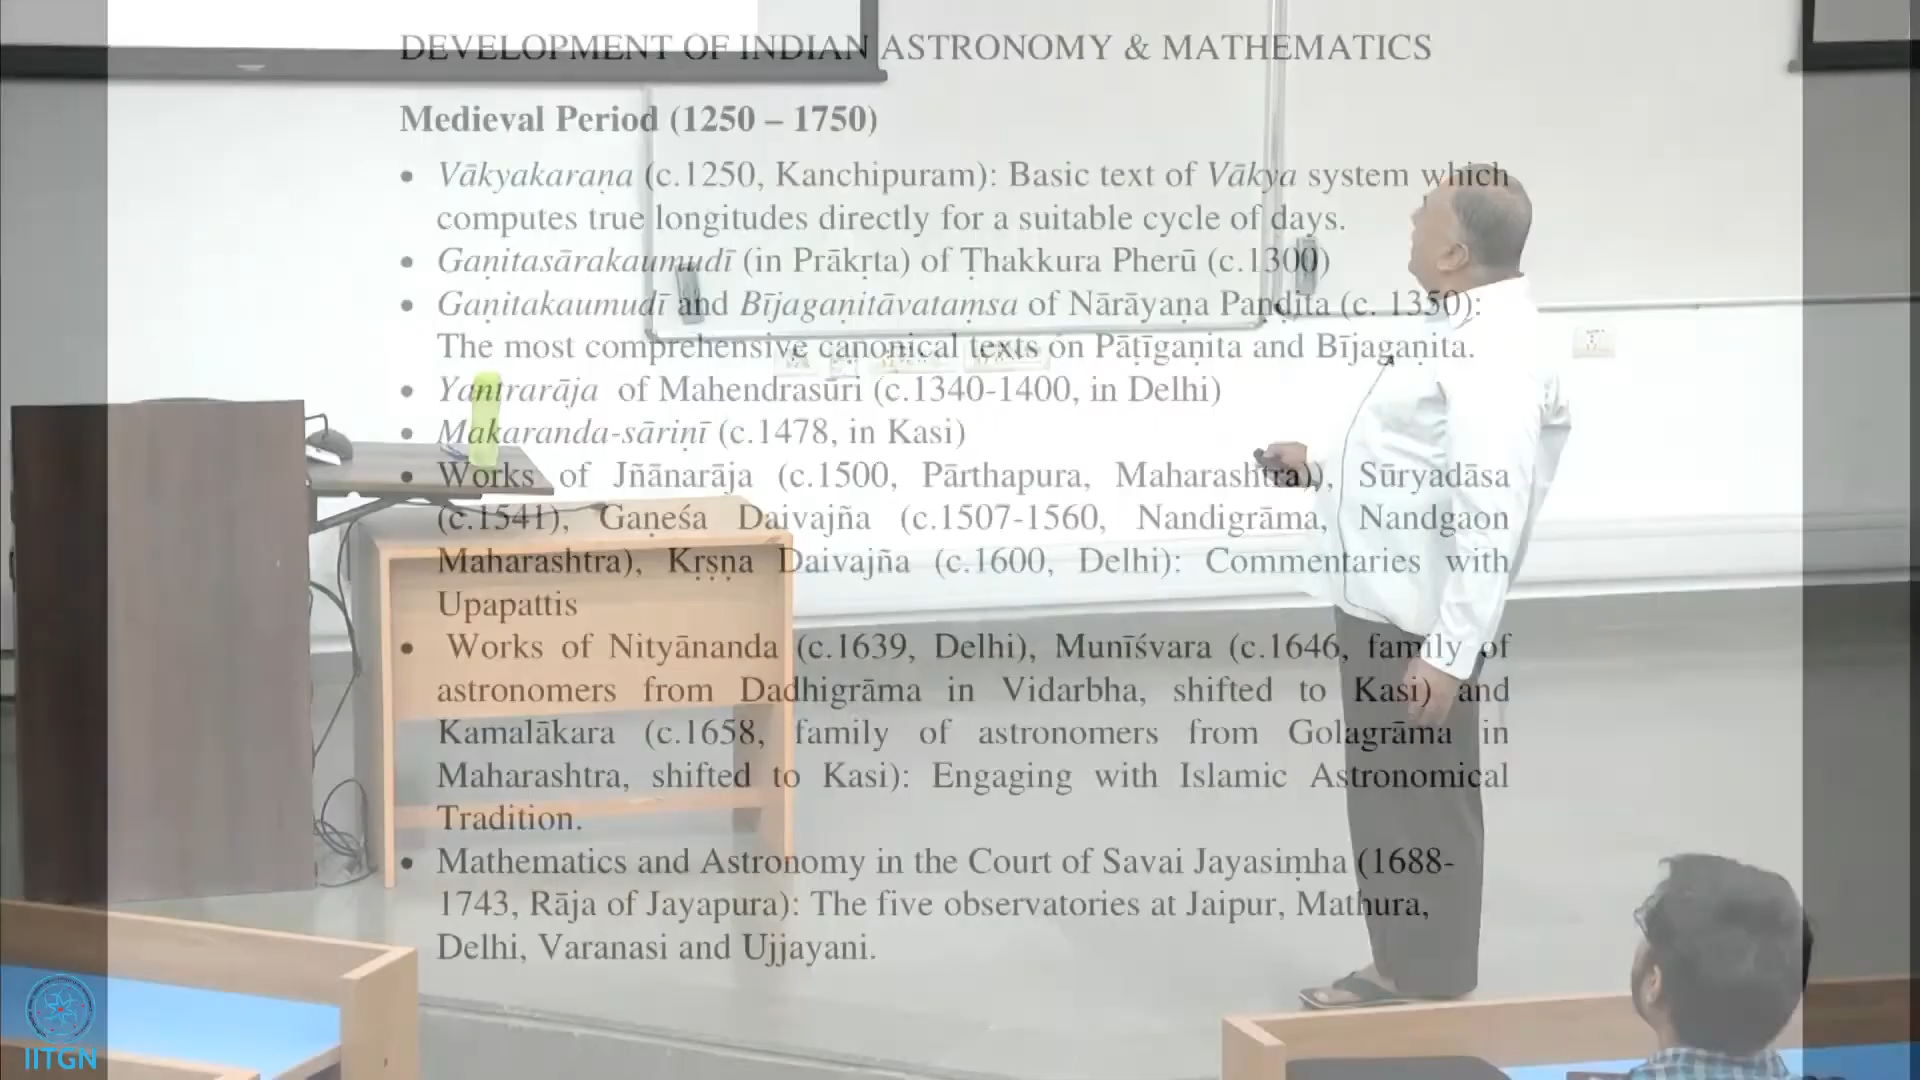 DEVELOPMENT OF INDIAN ASTRONOMY & MATHEMATICS
Medieval Period (1250 – 1750)
• Vākyakaraṇa (c.1250, Kanchipuram): Basic text of Vākya system which
computes true longitudes directly for a suitable cycle of days.
• Gaṇitasārakaumudī (in Prākṛta) of Ṭhakkura Pherū (c.1300)
• Gaṇitakaumudī and Bījagaṇitāvataṃsa of Nārāyaṇa Paṇḍita (c. 1350):
The most comprehensive canonical texts on Pāṭīgaṇita and Bījagaṇita.
• Yantrarāja of Mahendrasūri (c.1340-1400, in Delhi)
• Makaranda-sāriṇī (c.1478, in Kasi)
• Works of Jñānarāja (c.1500, Pārthapura, Maharashtra)), Sūryadāsa
(c.1541), Gaṇeśa Daivajña (c.1507-1560, Nandigrāma, Nandgaon
Maharashtra), Kṛṣṇa Daivajña (c.1600, Delhi): Commentaries with
Upapattis
• Works of Nityānanda (c.1639, Delhi), Munīśvara (c.1646, family of
astronomers from Dadhigrāma in Vidarbha, shifted to Kasi) and
Kamalākara (c.1658, family of astronomers from Golagrāma in
Maharashtra, shifted to Kasi): Engaging with Islamic Astronomical
Tradition.
• Mathematics and Astronomy in the Court of Savai Jayasiṃha (1688-
1743, Rāja of Jayapura): The five observatories at Jaipur, Mathura,
Delhi, Varanasi and Ujjayani.
IITGN